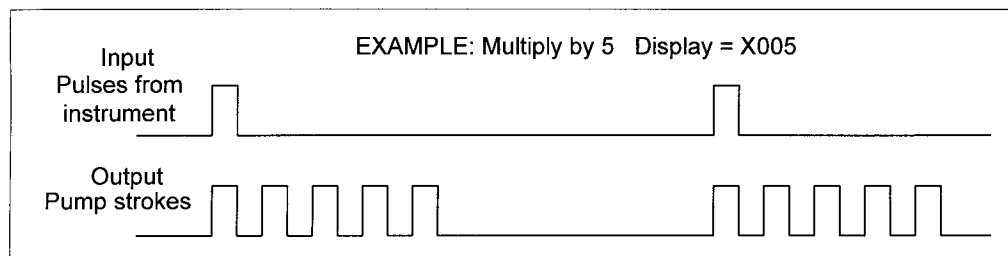 EXAMPLE: Multiply by 5 Display = X005
Input
Pulses from
instrument
Output
Pump strokes